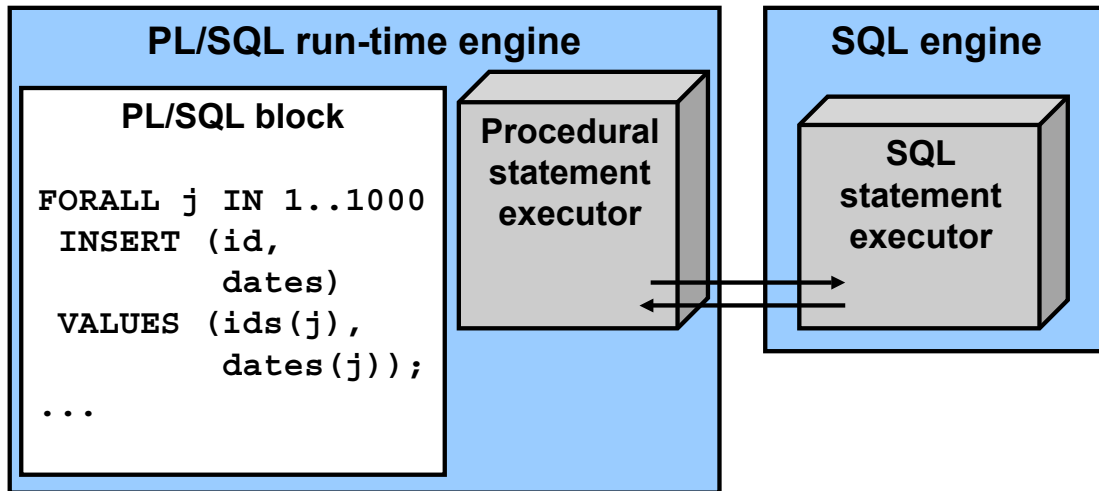 PL/SQL run-time engine
PL/SQL block
FORALL j IN 1..1000
INSERT (id,
dates)
VALUES (ids(j),
dates(j));
...
Procedural
statement
executor
SQL engine
SQL
statement
executor